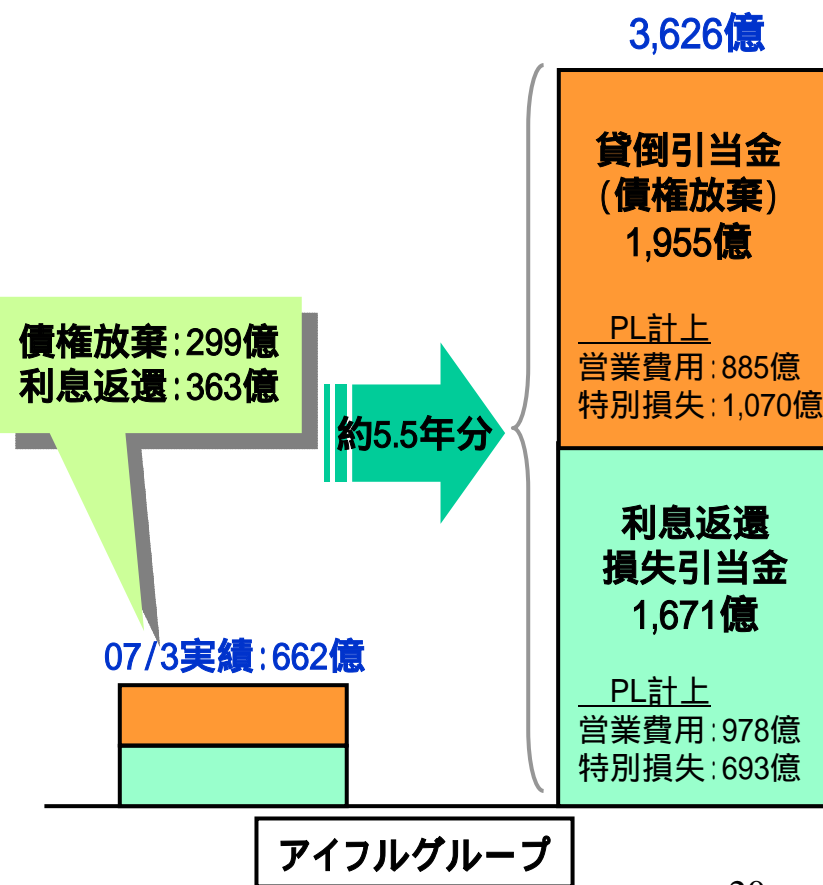 3,626億
貸倒引当金
(債権放棄)
1,955億
PL計上
営業費用:885億
特別損失:1,070億
債権放棄:299億
利息返還:363億
約5.5年分
利息返還
損失引当金
1,671億
PL計上
営業費用:978億
特別損失:693億
07/3実績:662億
アイフルグループ